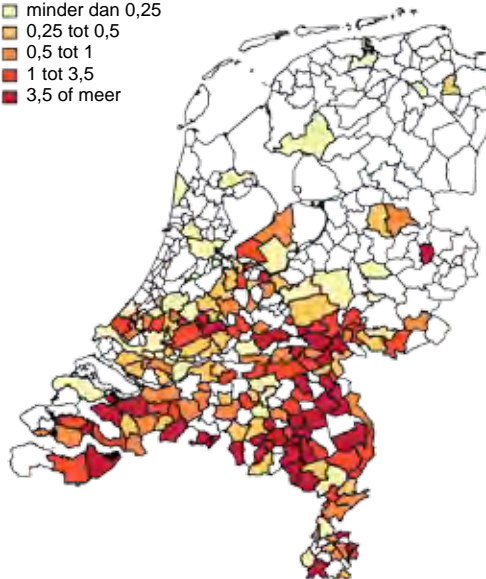 minder dan 0,25
0,25 tot 0,5
0,5 tot 1
1 tot 3,5
3,5 of meer